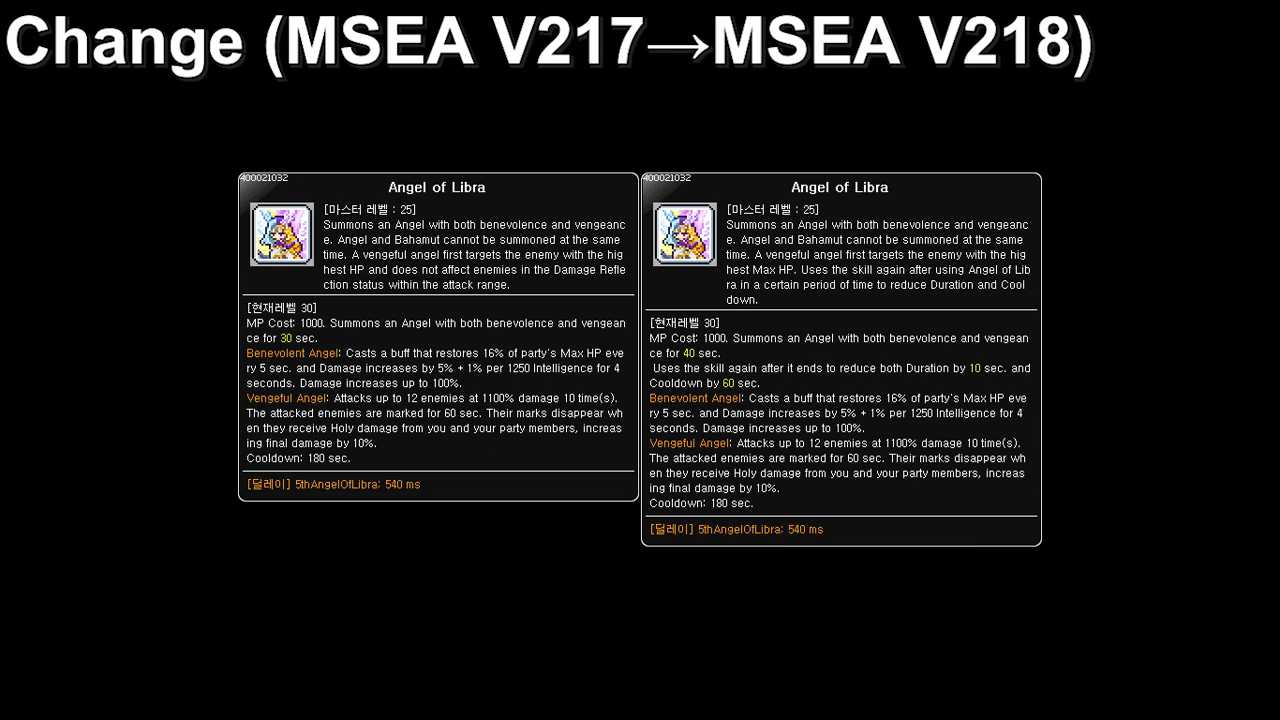 Change (MSEA V217→MSEA V218)
400021032
Angel of Libra
[마스터 레벨 : 25]
Summons an Angel with both benevolence and vengeanc
e. Angel and Bahamut cannot be summoned at the same
time. A vengeful angel first targets the enemy with the hig
hest HP and does not affect enemies in the Damage Refle
ction status within the attack range.
[현재레벨 30]
MP Cost: 1000. Summons an Angel with both benevolence and vengean
ce for 30 sec.
Benevolent Angel: Casts a buff that restores 16% of party's Max HP eve
ry 5 sec. and Damage increases by 5% + 1% per 1250 Intelligence for 4
seconds. Damage increases up to 100%.
Vengeful Angel: Attacks up to 12 enemies at 1100% damage 10 time(s).
The attacked enemies are marked for 60 sec. Their marks disappear wh
en they receive Holy damage from you and your party members, increas
ing final damage by 10%.
Cooldown: 180 sec.
[딜레이] 5thAngelOfLibra: 540 ms
400021032
Angel of Libra
[마스터 레벨 : 25]
Summons an Angel with both benevolence and vengeanc
e. Angel and Bahamut cannot be summoned at the same
time. A vengeful angel first targets the enemy with the hig
hest Max HP. Uses the skill again after using Angel of Lib
ra in a certain period of time to reduce Duration and Cool
down.
[현재레벨 30]
MP Cost: 1000. Summons an Angel with both benevolence and vengean
ce for 40 sec.
Uses the skill again after it ends to reduce both Duration by 10 sec. and
Cooldown by 60 sec.
Benevolent Angel: Casts a buff that restores 16% of party's Max HP eve
ry 5 sec. and Damage increases by 5% + 1% per 1250 Intelligence for 4
seconds. Damage increases up to 100%.
Vengeful Angel: Attacks up to 12 enemies at 1100% damage 10 time(s).
The attacked enemies are marked for 60 sec. Their marks disappear wh
en they receive Holy damage from you and your party members, increas
ing final damage by 10%.
Cooldown: 180 sec.
[딜레이] 5thAngelOfLibra: 540 ms